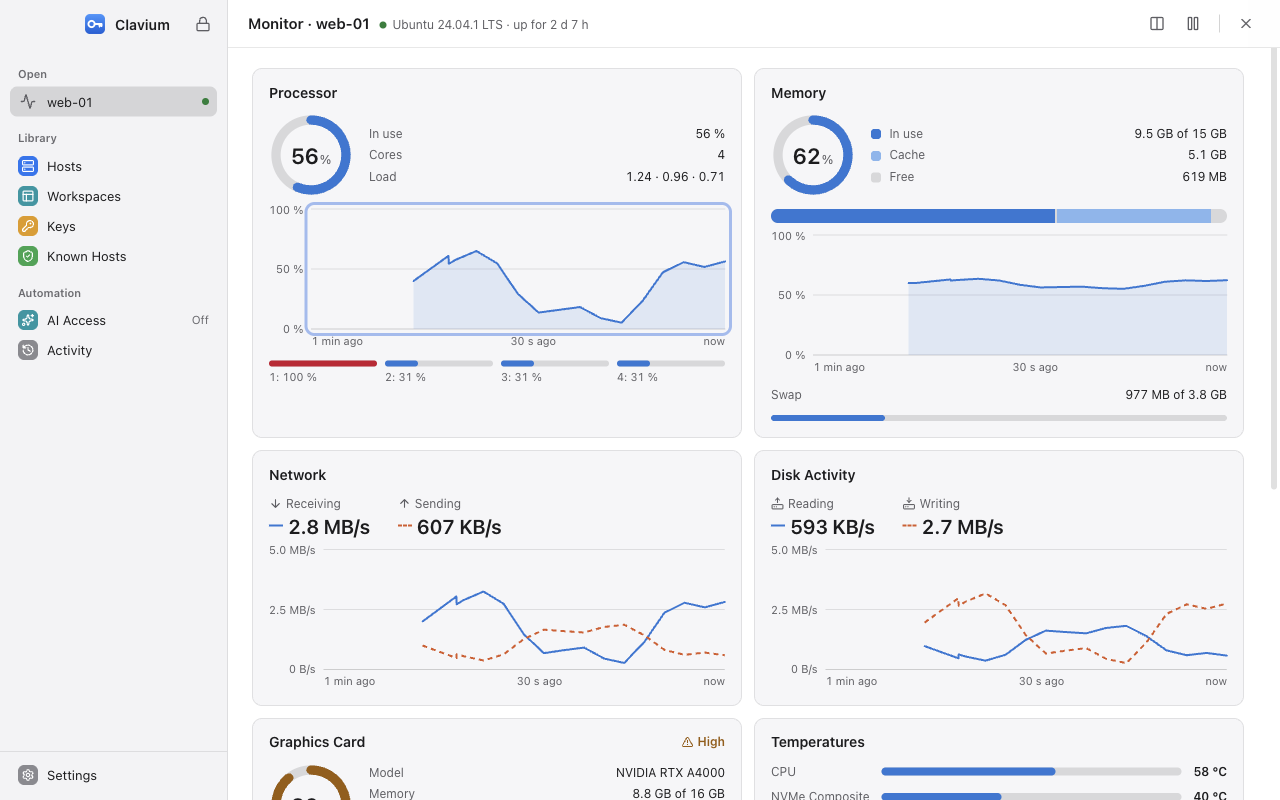 Clavium
Open
web-01
Library
Hosts
Workspaces
Keys
Known Hosts
Automation
AI Access Off
Activity
Settings
Monitor · web-01 Ubuntu 24.04.1 LTS · up for 2 d 7 h
Processor
56%
In use 56 %
Cores 4
Load 1.24 · 0.96 · 0.71
100 %
50 %
0 %
1 min ago 30 s ago now
1: 100 % 2: 31 % 3: 31 % 4: 31 %
Memory
62%
In use 9.5 GB of 15 GB
Cache 5.1 GB
Free 619 MB
100 %
50 %
0 %
1 min ago 30 s ago now
Swap 977 MB of 3.8 GB
Network
Receiving Sending
2.8 MB/s 607 KB/s
5.0 MB/s
2.5 MB/s
0 B/s
1 min ago 30 s ago now
Disk Activity
Reading Writing
593 KB/s 2.7 MB/s
5.0 MB/s
2.5 MB/s
0 B/s
1 min ago 30 s ago now
Graphics Card High
Model NVIDIA RTX A4000
Memory 8.8 GB of 16 GB
Temperatures
CPU 58 °C
NVMe Composite 40 °C